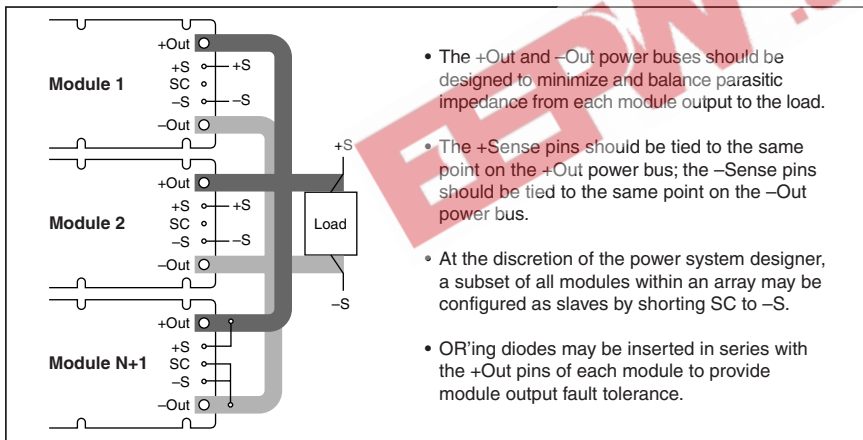 +Out
+S
+S
Module 1
SC
–S
–S
–Out
+Out
+S
+S
Module 2
SC
–S
–S
–Out
+Out
+S
Module N+1
SC
–S
–Out
+S
Load
–S
• The +Out and –Out power buses should be
designed to minimize and balance parasitic
impedance from each module output to the load.
• The +Sense pins should be tied to the same
point on the +Out power bus; the –Sense pins
should be tied to the same point on the –Out
power bus.
• At the discretion of the power system designer,
a subset of all modules within an array may be
configured as slaves by shorting SC to –S.
• OR'ing diodes may be inserted in series with
the +Out pins of each module to provide
module output fault tolerance.
EEPW